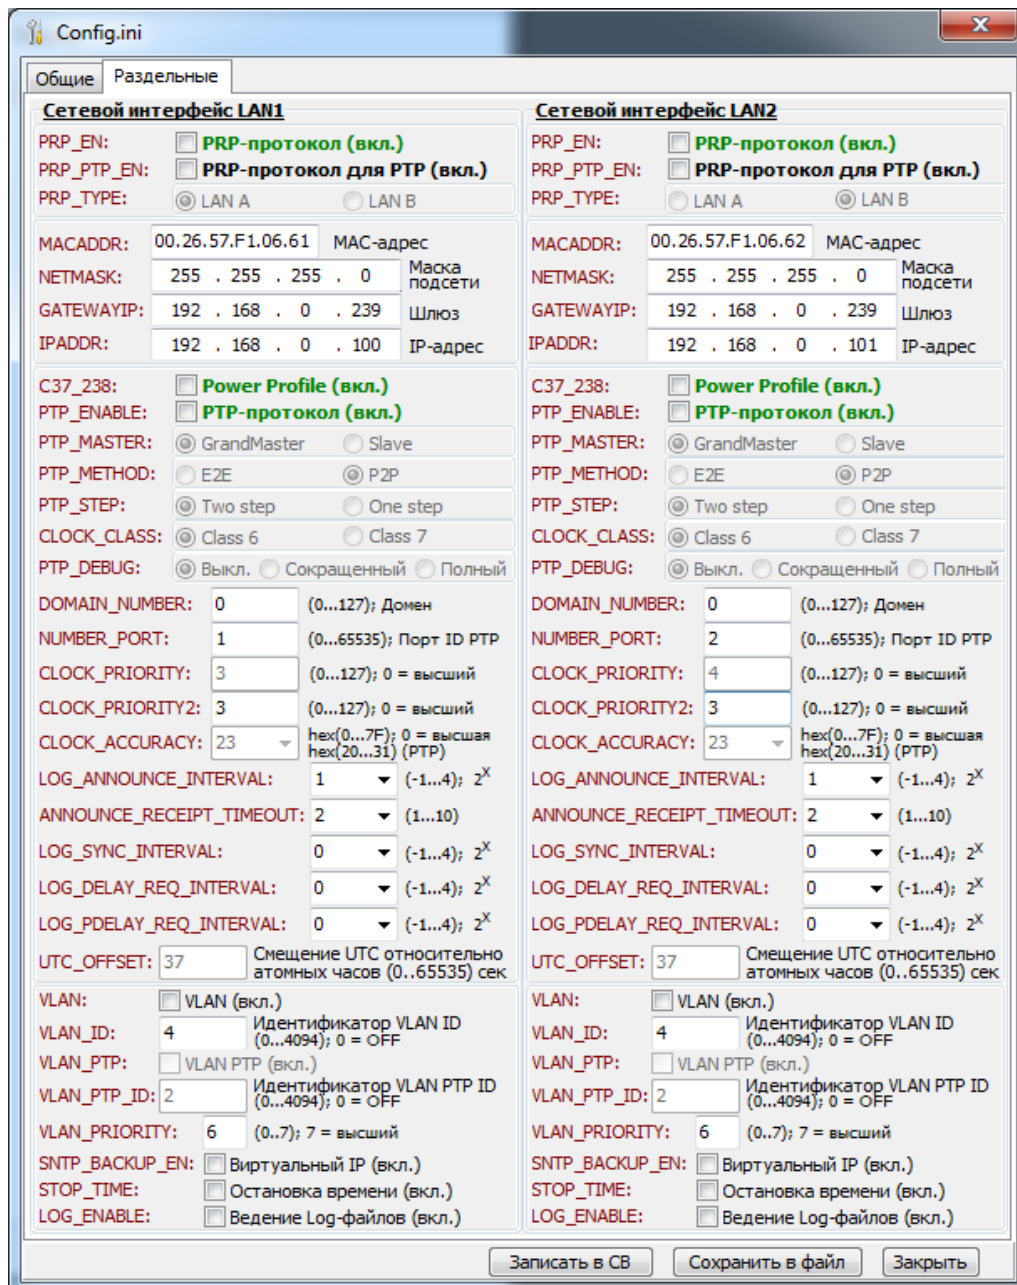 Config.ini
Общие Раздельные
Сетевой интерфейс LAN1
PRP_EN: PRP-протокол (вкл.)
PRP_PTP_EN: PRP-протокол для PTP (вкл.)
PRP_TYPE: LAN A LAN B
MACADDR: 00.26.57.F1.06.61 MAC-адрес
NETMASK: 255 . 255 . 255 . 0 Маска подсети
GATEWAYIP: 192 . 168 . 0 . 239 Шлюз
IPADDR: 192 . 168 . 0 . 100 IP-адрес
C37_238: Power Profile (вкл.)
PTP_ENABLE: PTP-протокол (вкл.)
PTP_MASTER: GrandMaster Slave
PTP_METHOD: E2E P2P
PTP_STEP: Two step One step
CLOCK_CLASS: Class 6 Class 7
PTP_DEBUG: Выкл. Сокращенный Полный
DOMAIN_NUMBER: 0 (0...127); Домен
NUMBER_PORT: 1 (0...65535); Порт ID PTP
CLOCK_PRIORITY: 3 (0...127); 0 = высший
CLOCK_PRIORITY2: 3 (0...127); 0 = высший
CLOCK_ACCURACY: 23 hex(0...7F); 0 = высшая
hex(20...31) (PTP)
LOG_ANNOUNCE_INTERVAL: 1 (-1...4); 2^X
ANNOUNCE_RECEIPT_TIMEOUT: 2 (1...10)
LOG_SYNC_INTERVAL: 0 (-1...4); 2^X
LOG_DELAY_REQ_INTERVAL: 0 (-1...4); 2^X
LOG_PDELAY_REQ_INTERVAL: 0 (-1...4); 2^X
UTC_OFFSET: 37 Смещение UTC относительно
атомных часов (0..65535) сек
VLAN: VLAN (вкл.)
VLAN_ID: 4 Идентификатор VLAN ID
(0...4094); 0 = OFF
VLAN_PTP: VLAN PTP (вкл.)
VLAN_PTP_ID: 2 Идентификатор VLAN PTP ID
(0...4094); 0 = OFF
VLAN_PRIORITY: 6 (0..7); 7 = высший
SNTP_BACKUP_EN: Виртуальный IP (вкл.)
STOP_TIME: Остановка времени (вкл.)
LOG_ENABLE: Ведение Log-файлов (вкл.)
Сетевой интерфейс LAN2
PRP_EN: PRP-протокол (вкл.)
PRP_PTP_EN: PRP-протокол для PTP (вкл.)
PRP_TYPE: LAN A LAN B
MACADDR: 00.26.57.F1.06.62 MAC-адрес
NETMASK: 255 . 255 . 255 . 0 Маска подсети
GATEWAYIP: 192 . 168 . 0 . 239 Шлюз
IPADDR: 192 . 168 . 0 . 101 IP-адрес
C37_238: Power Profile (вкл.)
PTP_ENABLE: PTP-протокол (вкл.)
PTP_MASTER: GrandMaster Slave
PTP_METHOD: E2E P2P
PTP_STEP: Two step One step
CLOCK_CLASS: Class 6 Class 7
PTP_DEBUG: Выкл. Сокращенный Полный
DOMAIN_NUMBER: 0 (0...127); Домен
NUMBER_PORT: 2 (0...65535); Порт ID PTP
CLOCK_PRIORITY: 4 (0...127); 0 = высший
CLOCK_PRIORITY2: 3 (0...127); 0 = высший
CLOCK_ACCURACY: 23 hex(0...7F); 0 = высшая
hex(20...31) (PTP)
LOG_ANNOUNCE_INTERVAL: 1 (-1...4); 2^X
ANNOUNCE_RECEIPT_TIMEOUT: 2 (1...10)
LOG_SYNC_INTERVAL: 0 (-1...4); 2^X
LOG_DELAY_REQ_INTERVAL: 0 (-1...4); 2^X
LOG_PDELAY_REQ_INTERVAL: 0 (-1...4); 2^X
UTC_OFFSET: 37 Смещение UTC относительно
атомных часов (0..65535) сек
VLAN: VLAN (вкл.)
VLAN_ID: 4 Идентификатор VLAN ID
(0...4094); 0 = OFF
VLAN_PTP: VLAN PTP (вкл.)
VLAN_PTP_ID: 2 Идентификатор VLAN PTP ID
(0...4094); 0 = OFF
VLAN_PRIORITY: 6 (0..7); 7 = высший
SNTP_BACKUP_EN: Виртуальный IP (вкл.)
STOP_TIME: Остановка времени (вкл.)
LOG_ENABLE: Ведение Log-файлов (вкл.)
Записать в СВ Сохранить в файл Закрыть